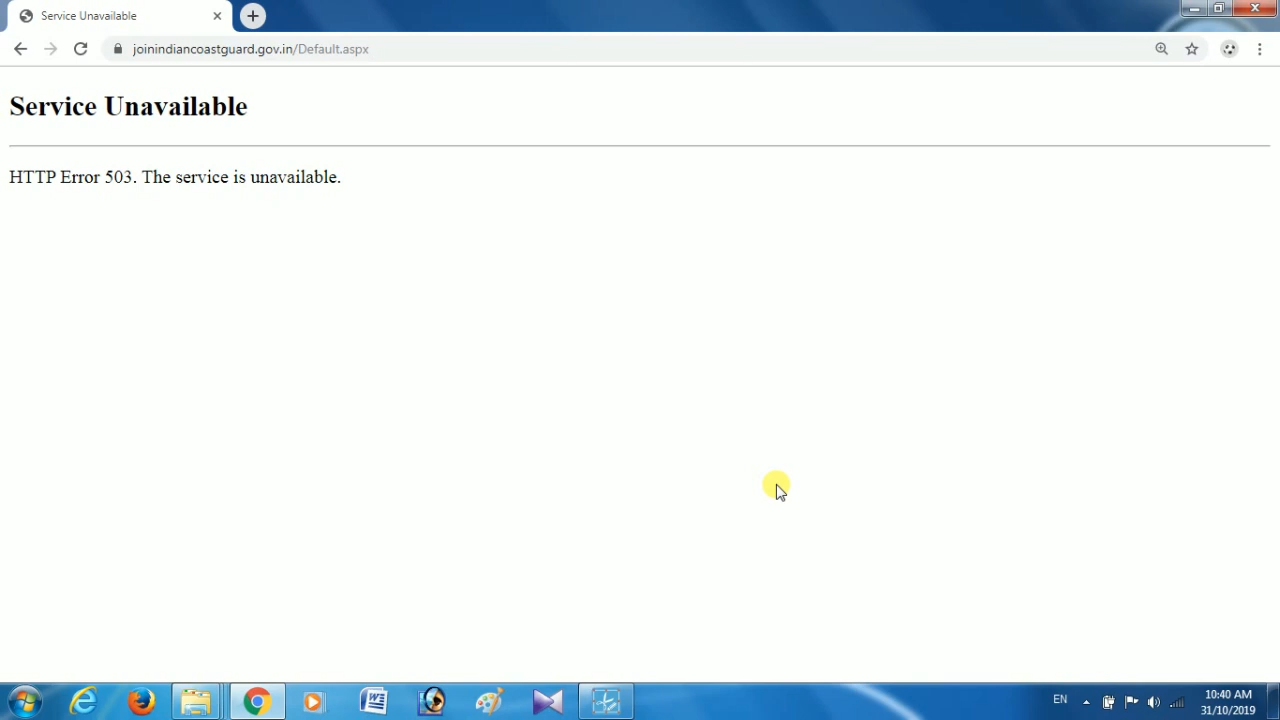 Service Unavailable
joinindiancoastguard.gov.in/Default.aspx
Service Unavailable
HTTP Error 503. The service is unavailable.
EN
10:40 AM
31/10/2019